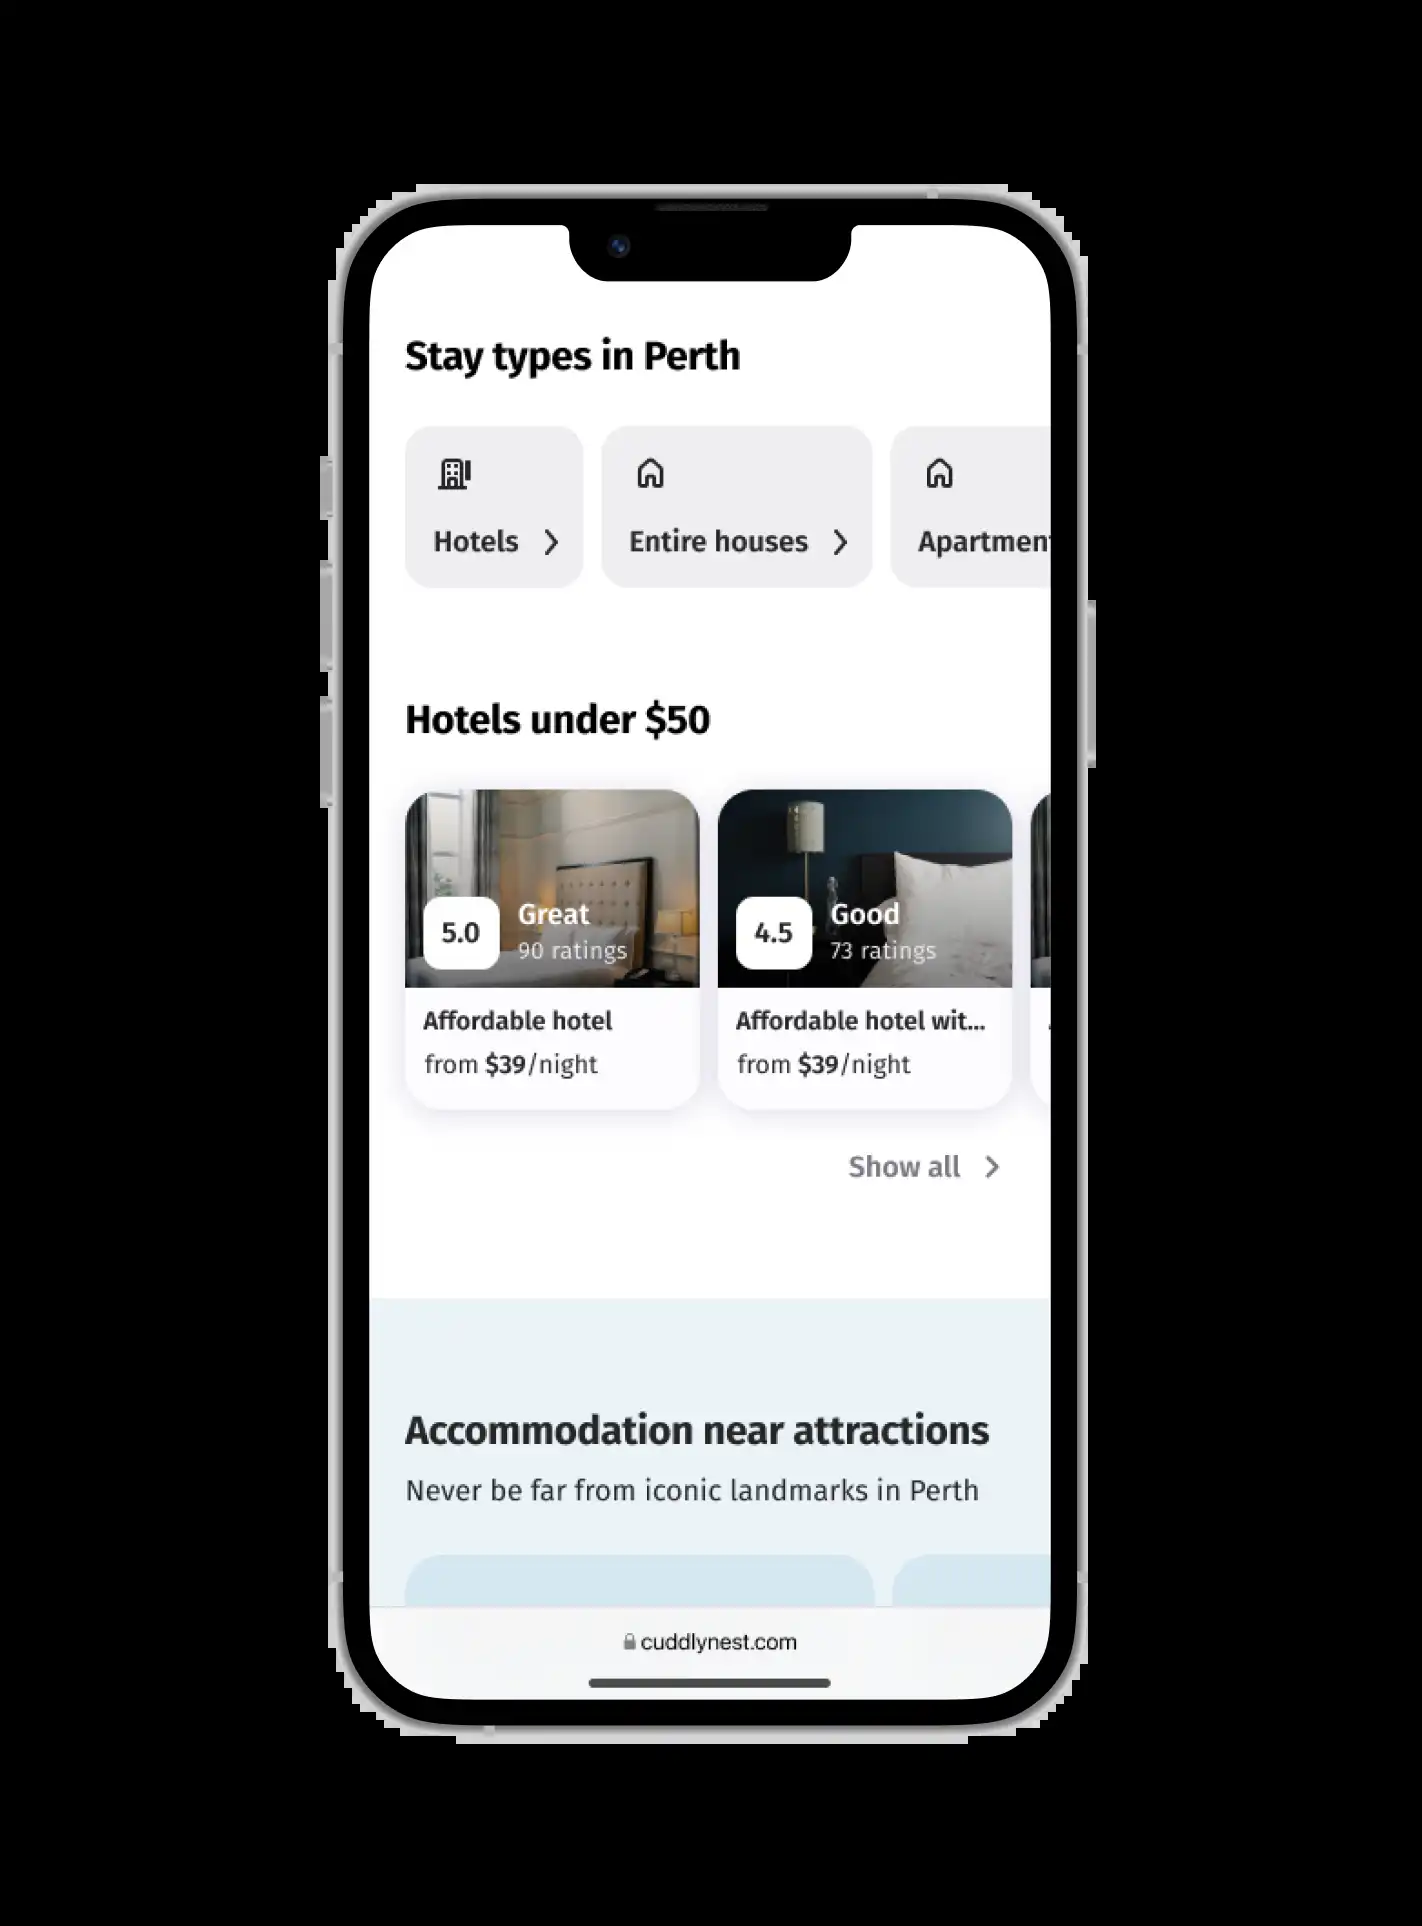 Stay types in Perth
Hotels
Entire houses
Apartment
Hotels under $50
5.0
Great
90 ratings
4.5
Good
73 ratings
Affordable hotel
from $39/night
Affordable hotel wit...
from $39/night
Show all
Accommodation near attractions
Never be far from iconic landmarks in Perth
cuddlynest.com